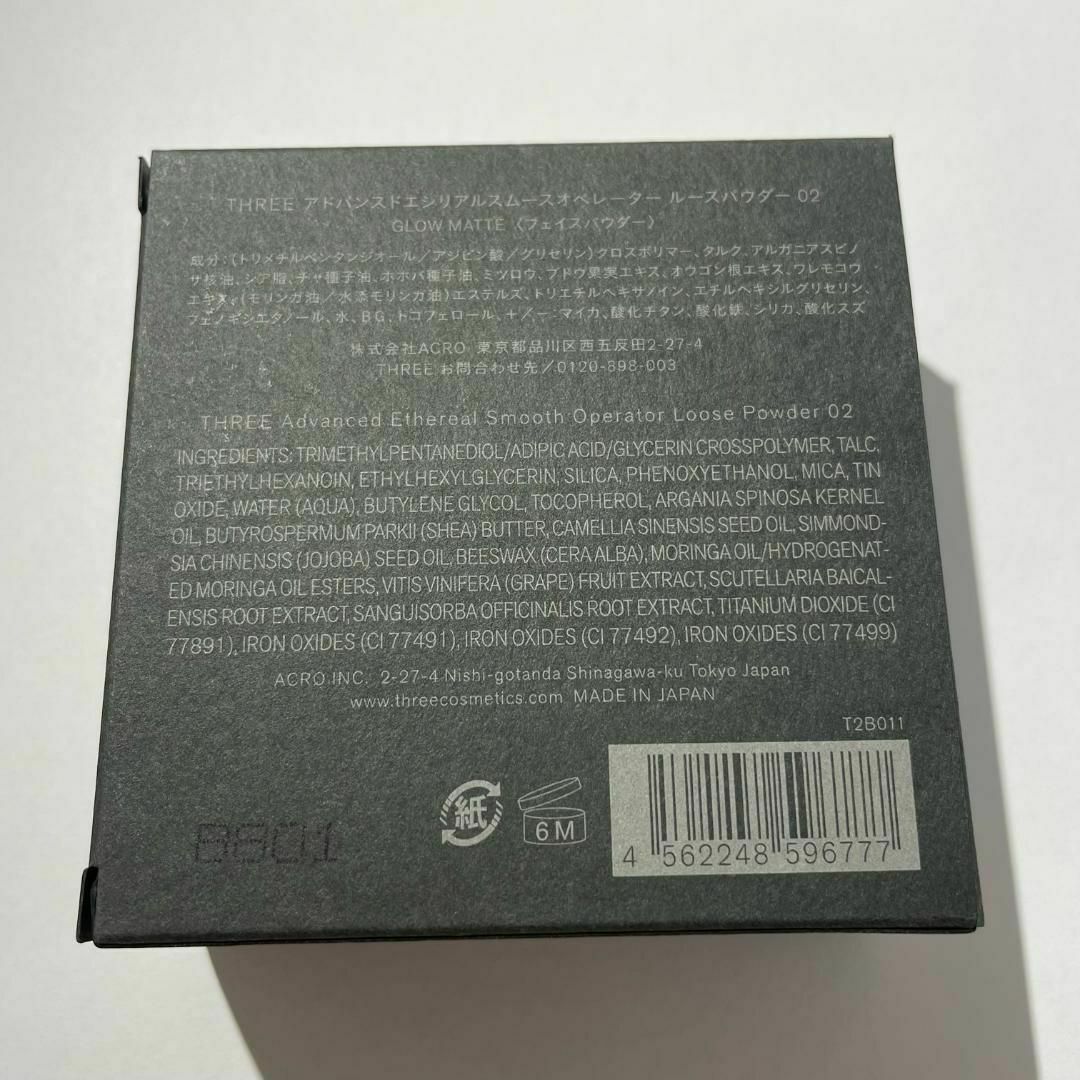 THREE アドバンスドエシリアルスムースオペレーター ルースパウダー 02
GLOW MATTE 〈フェイスパウダー〉
成分：(トリメチルペンタンジオール／アジピン酸／グリセリン)クロスポリマー、タルク、アルガニアスピノ
サ核油、シア脂、チャ種子油、ホホバ種子油、ミツロウ、ブドウ果実エキス、オウゴン根エキス、ワレモコウ
エキス、(モリンガ油／水添モリンガ油)エステルズ、トリエチルヘキサノイン、エチルヘキシルグリセリン、
フェノキシエタノール、水、BG、トコフェロール、＋／－：マイカ、酸化チタン、酸化鉄、シリカ、酸化スズ
株式会社ACRO 東京都品川区西五反田2-27-4
THREE お問合わせ先／0120-898-003
THREE Advanced Ethereal Smooth Operator Loose Powder 02
INGREDIENTS: TRIMETHYLPENTANEDIOL/ADIPIC ACID/GLYCERIN CROSSPOLYMER, TALC,
TRIETHYLHEXANOIN, ETHYLHEXYLGLYCERIN, SILICA, PHENOXYETHANOL, MICA, TIN
OXIDE, WATER (AQUA), BUTYLENE GLYCOL, TOCOPHEROL, ARGANIA SPINOSA KERNEL
OIL, BUTYROSPERMUM PARKII (SHEA) BUTTER, CAMELLIA SINENSIS SEED OIL, SIMMOND-
SIA CHINENSIS (JOJOBA) SEED OIL, BEESWAX (CERA ALBA), MORINGA OIL/HYDROGENAT-
ED MORINGA OIL ESTERS, VITIS VINIFERA (GRAPE) FRUIT EXTRACT, SCUTELLARIA BAICAL-
ENSIS ROOT EXTRACT, SANGUISORBA OFFICINALIS ROOT EXTRACT, TITANIUM DIOXIDE (CI
77891), IRON OXIDES (CI 77491), IRON OXIDES (CI 77492), IRON OXIDES (CI 77499)
ACRO INC. 2-27-4 Nishi-gotanda Shinagawa-ku Tokyo Japan
www.threecosmetics.com MADE IN JAPAN
T2B011
紙
6M
4 562248 596777